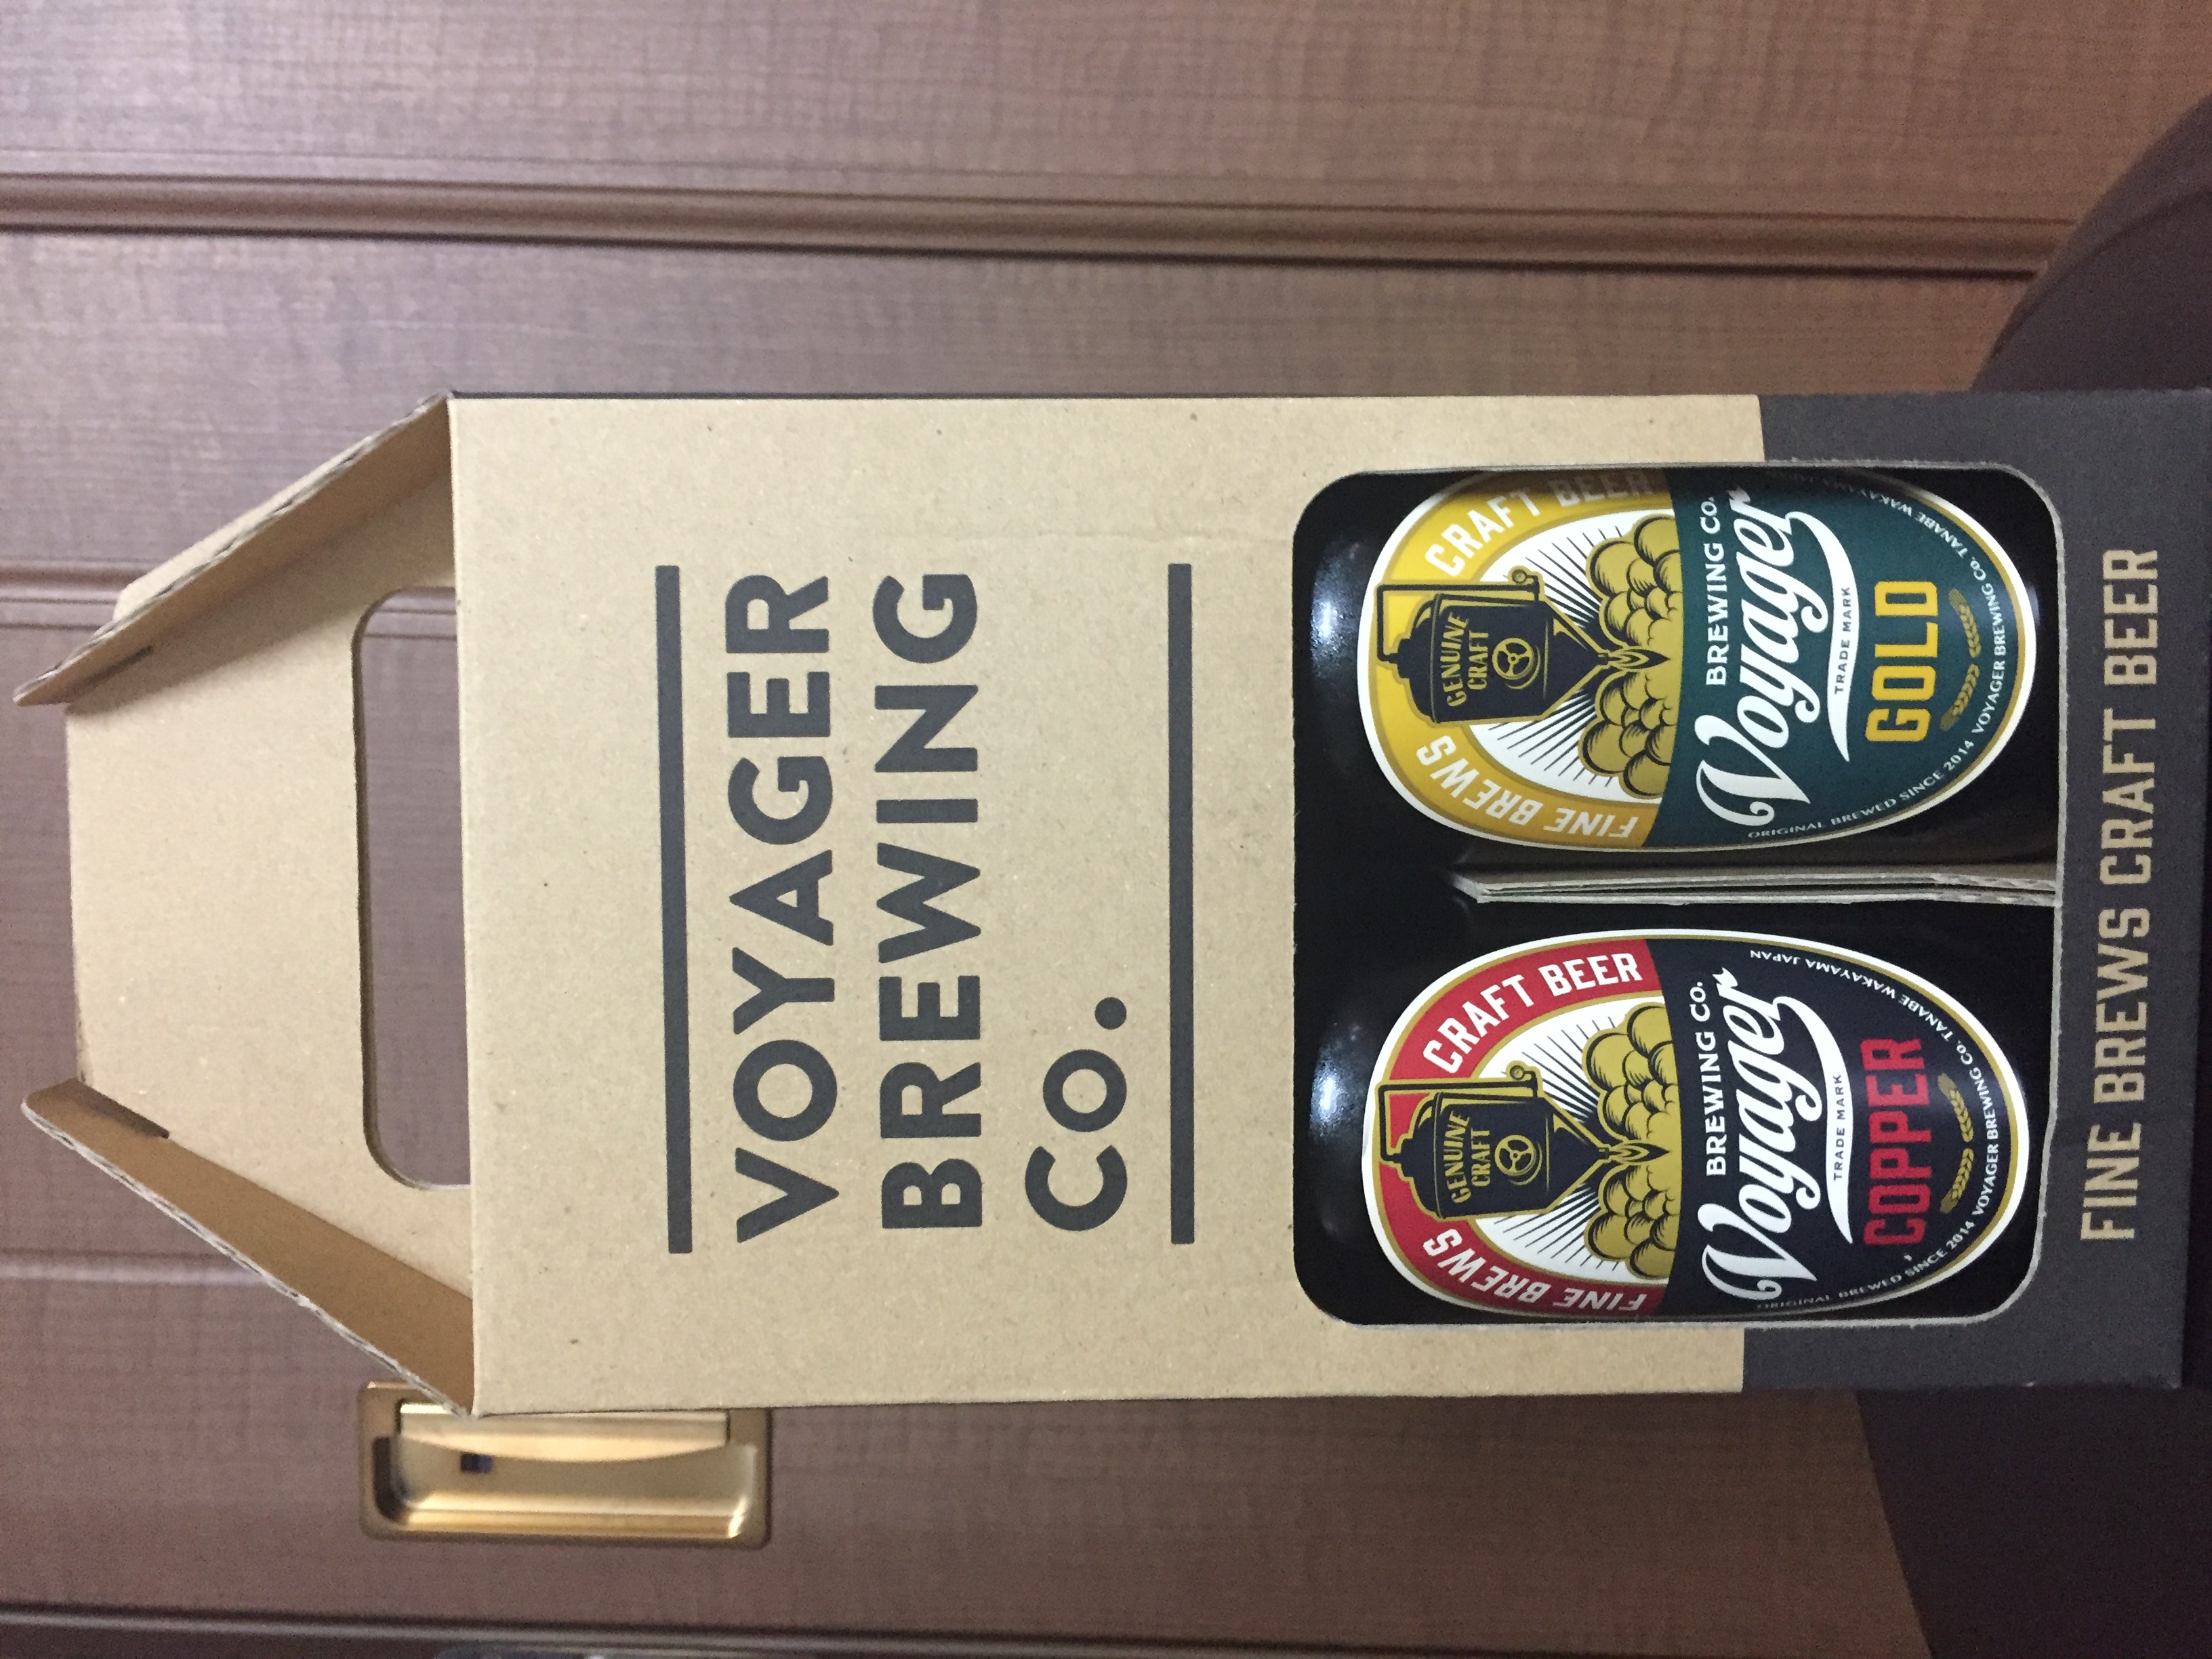 VOYAGER
BREWING
Co.
FINE BREWS CRAFT BEER
GENUINE
CRAFT
BREWING CO.
Voyager
TRADE MARK
COPPER
ORIGINAL BREWED SINCE 2014 VOYAGER BREWING CO. TANABE WAKAYAMA JAPAN
FINE BREWS CRAFT BEER
GENUINE
CRAFT
BREWING CO.
Voyager
TRADE MARK
GOLD
ORIGINAL BREWED SINCE 2014 VOYAGER BREWING CO. TANABE WAKAYAMA JAPAN
FINE BREWS CRAFT BEER